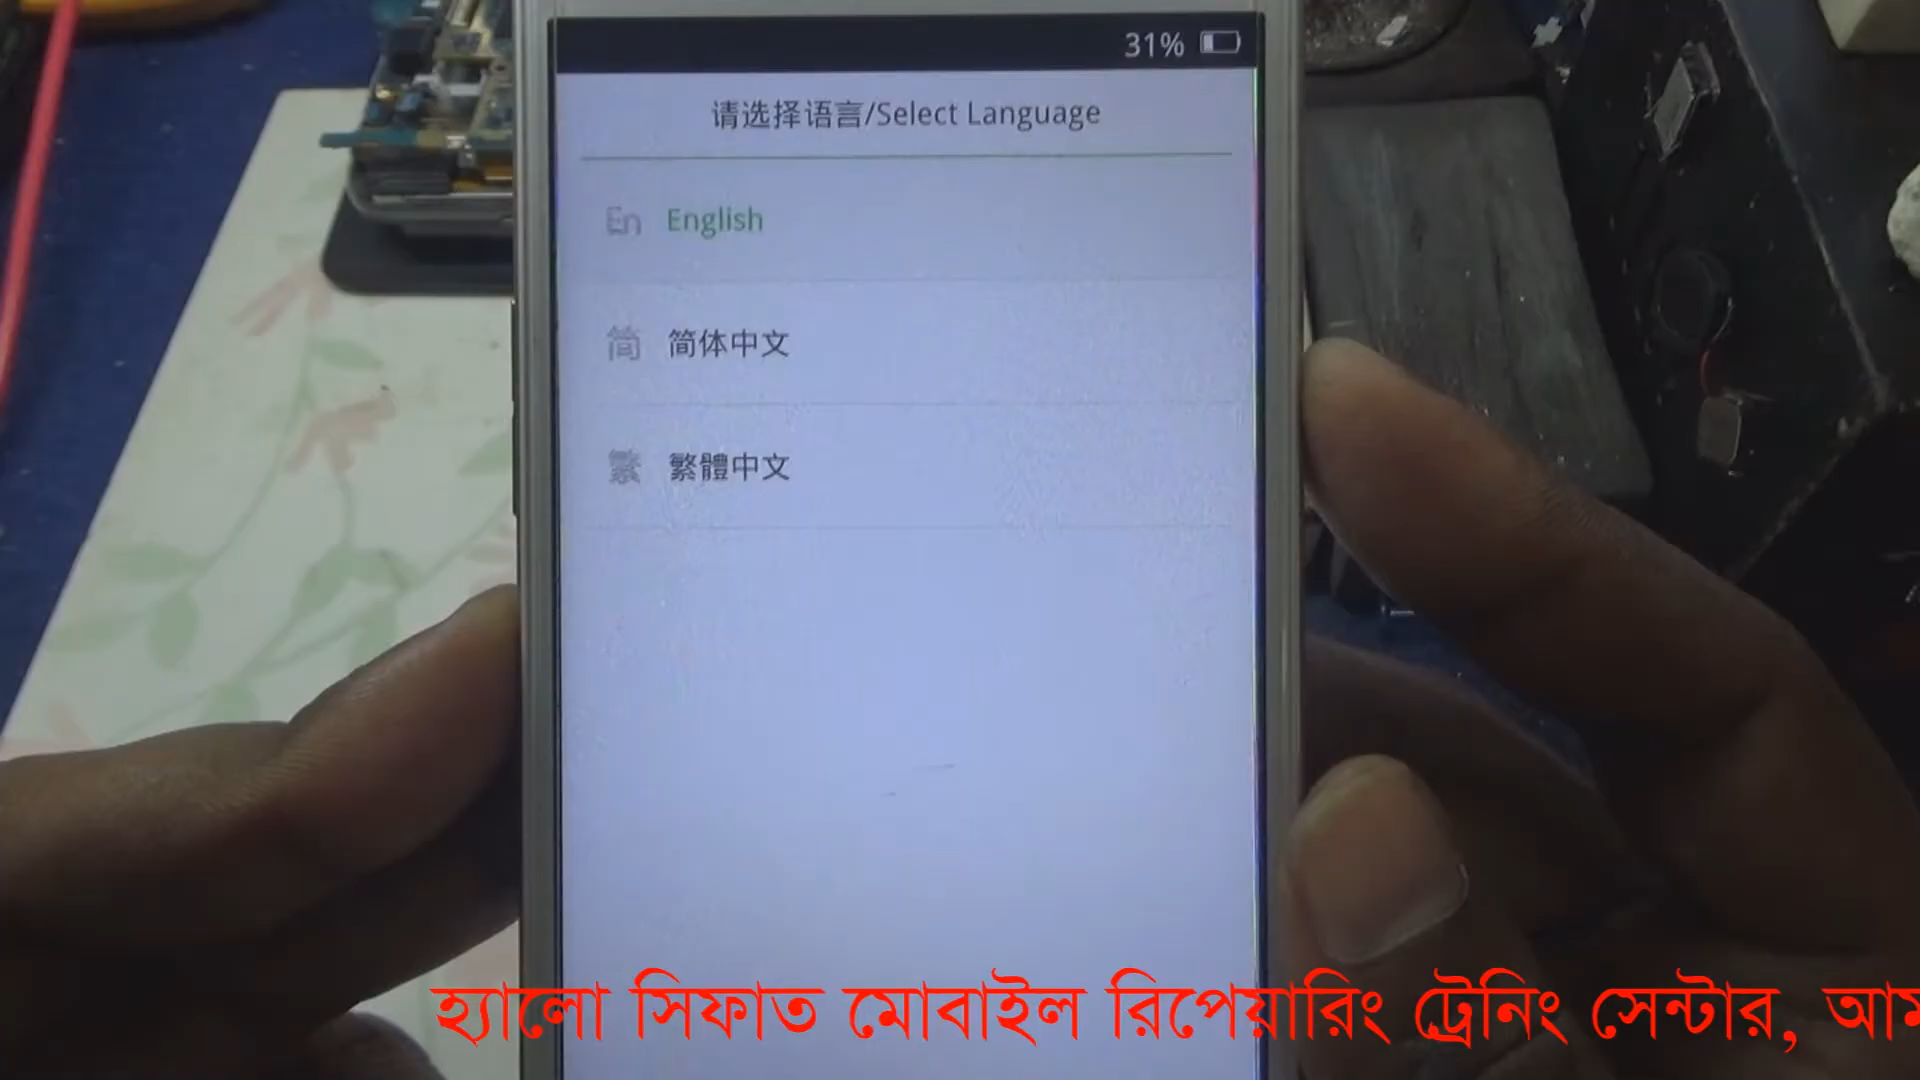 31%
请选择语言/Select Language
En English
简 简体中文
繁 繁體中文
হ্যালো সিফাত মোবাইল রিপেয়ারিং ট্রেনিং সেন্টার,